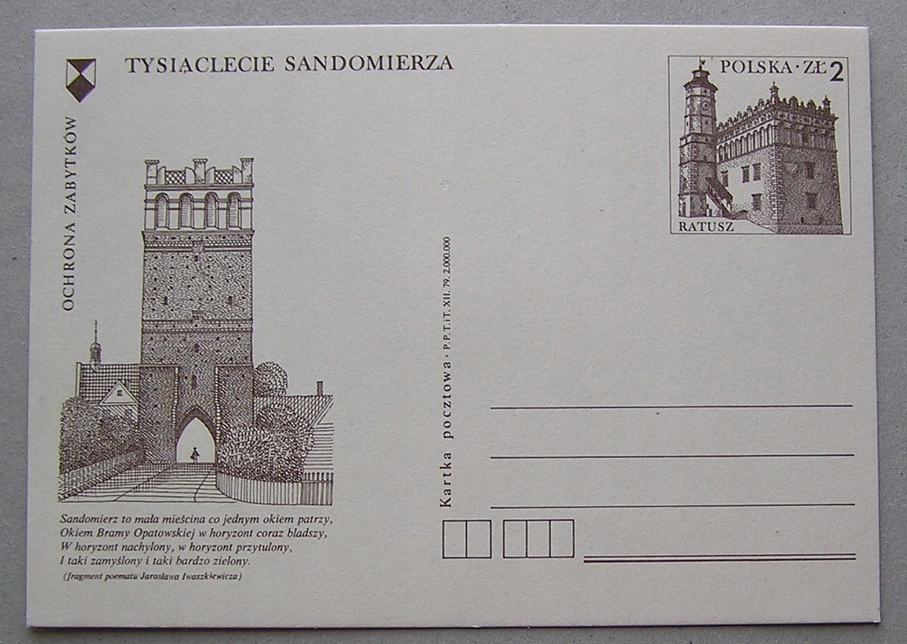 TYSIĄCLECIE SANDOMIERZA
POLSKA · ZŁ 2
RATUSZ
OCHRONA ZABYTKÓW
Sandomierz to mała mieścina co jednym okiem patrzy,
Okiem Bramy Opatowskiej w horyzont coraz bladszy,
W horyzont nachylony, w horyzont przytulony,
I taki zamyślony i taki bardzo zielony.
(fragment poematu Jarosława Iwaszkiewicza)
Kartka pocztowa · P.P.T.iT. XII. 79. 2.000.000